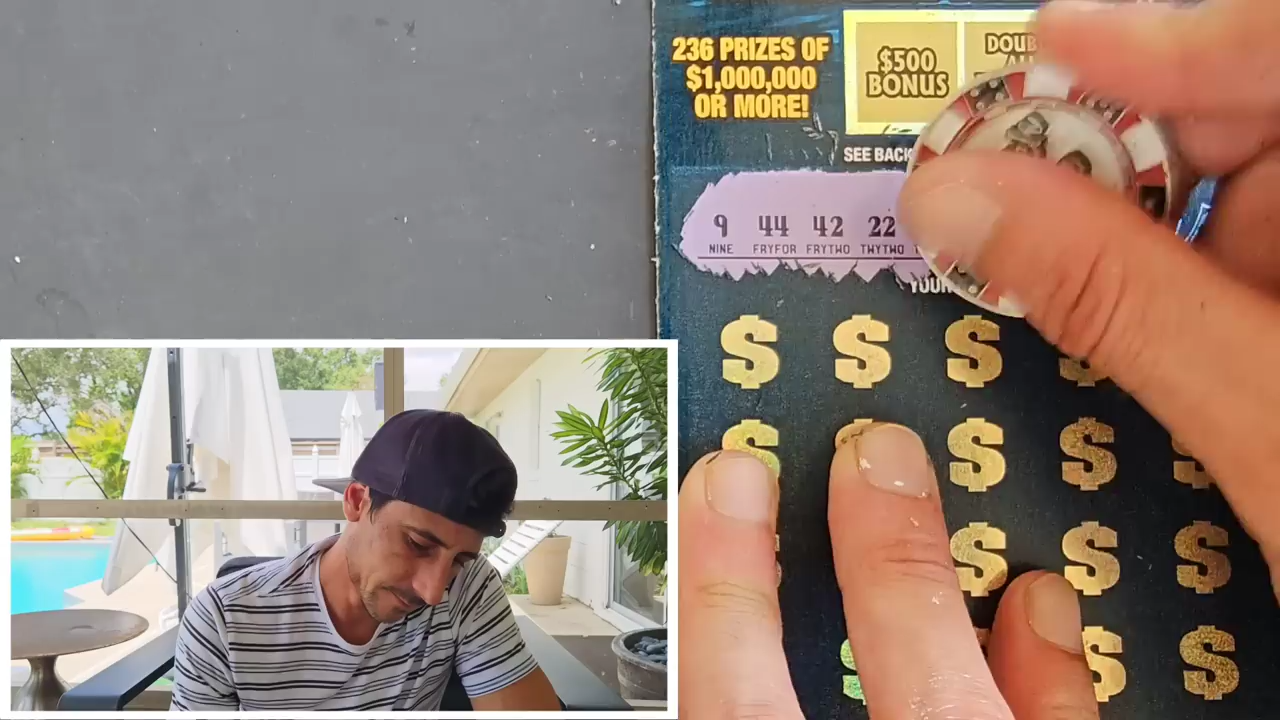 236 PRIZES OF
$1,000,000
OR MORE!
$500
BONUS
SEE BACK
9 44 42 22
NINE FRYFOR FRYTWO TWYTWO
YOUR
$ $ $
$ $ $
$ $ $
$ $